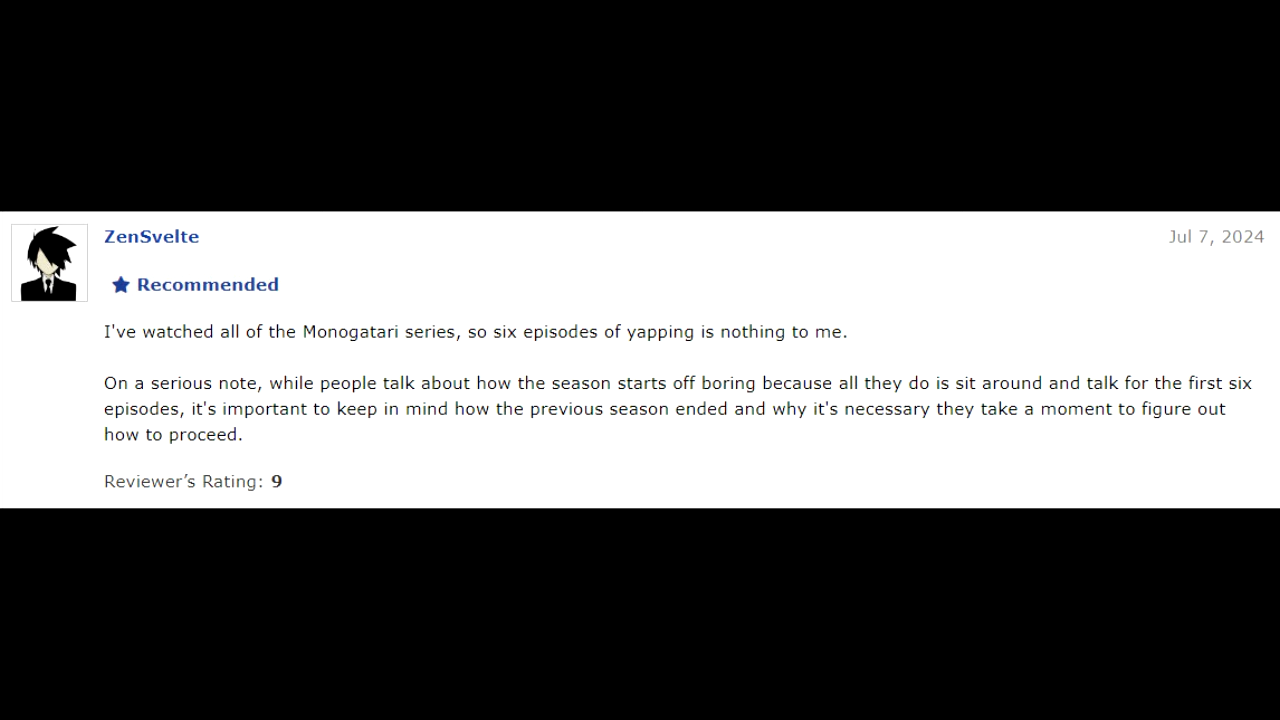 ZenSvelte
Jul 7, 2024
Recommended
I've watched all of the Monogatari series, so six episodes of yapping is nothing to me.
On a serious note, while people talk about how the season starts off boring because all they do is sit around and talk for the first six
episodes, it's important to keep in mind how the previous season ended and why it's necessary they take a moment to figure out
how to proceed.
Reviewer’s Rating: 9